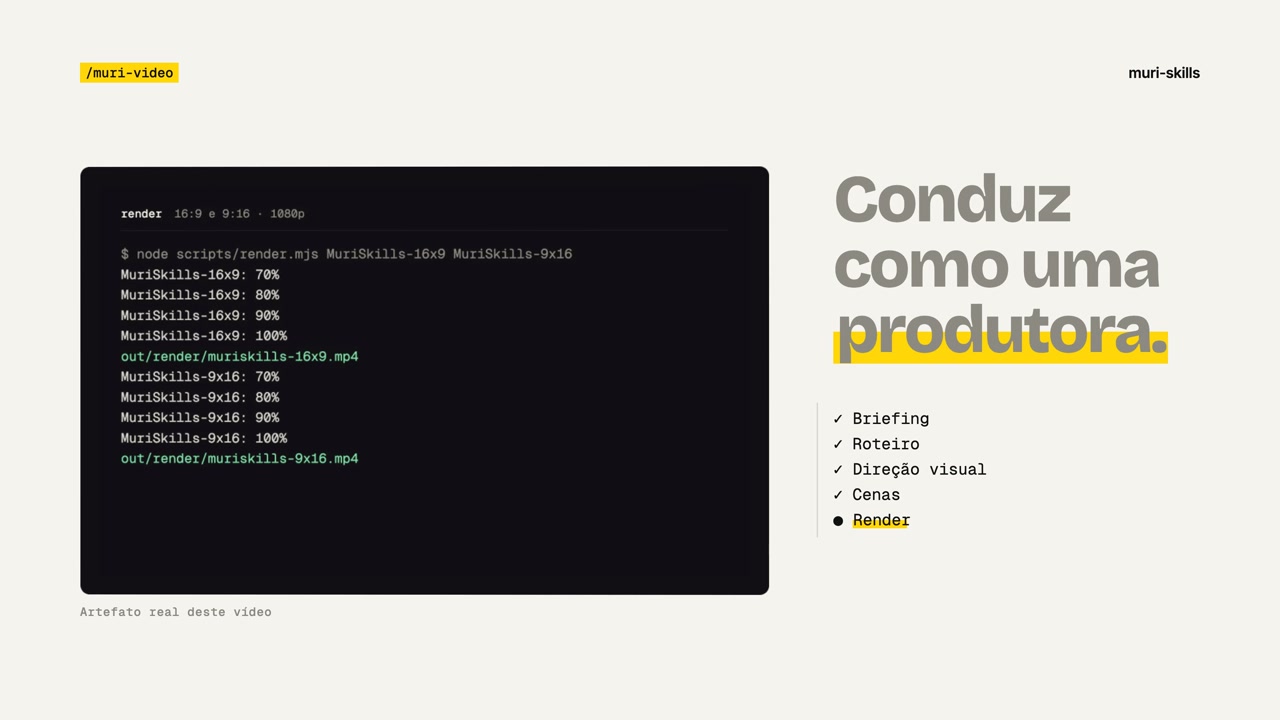 /muri-video
muri-skills
render 16:9 e 9:16 · 1080p
$ node scripts/render.mjs MuriSkills-16x9 MuriSkills-9x16
MuriSkills-16x9: 70%
MuriSkills-16x9: 80%
MuriSkills-16x9: 90%
MuriSkills-16x9: 100%
out/render/muriskills-16x9.mp4
MuriSkills-9x16: 70%
MuriSkills-9x16: 80%
MuriSkills-9x16: 90%
MuriSkills-9x16: 100%
out/render/muriskills-9x16.mp4
Artefato real deste vídeo
Conduz
como uma
produtora.
✓ Briefing
✓ Roteiro
✓ Direção visual
✓ Cenas
● Render